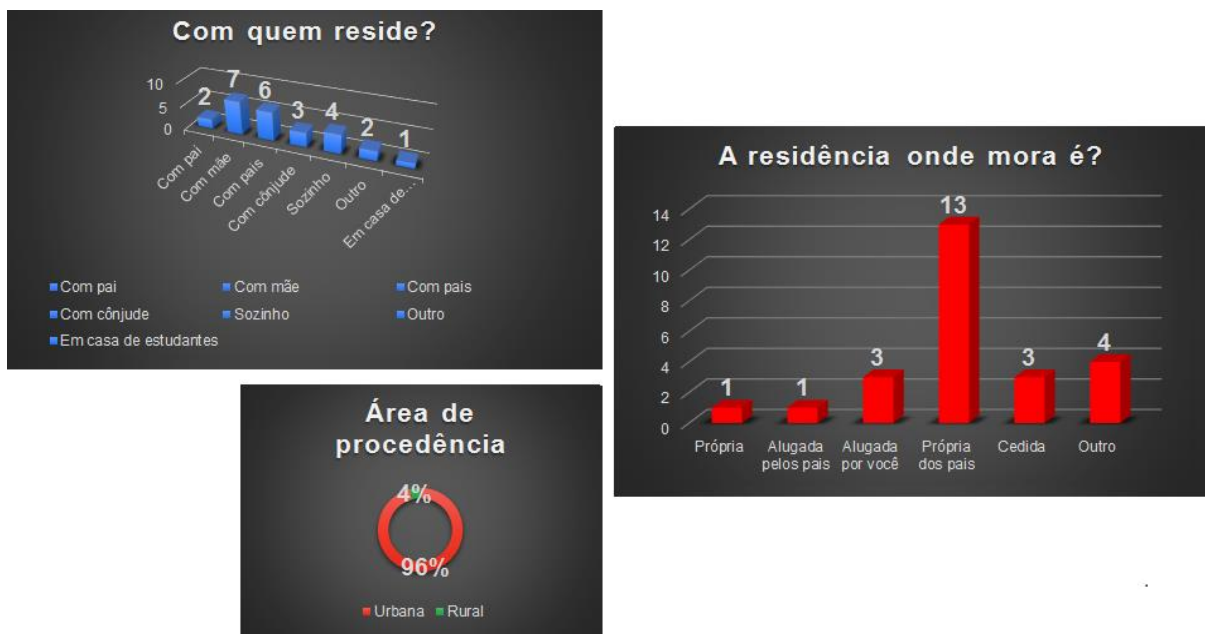 Com quem reside?
10
5
0
2
7
6
3
4
2
1
Com pai
Com mãe
Com pais
Com cônjude
Sozinho
Outro
Em casa de...
Com pai Com mãe Com pais
Com cônjude Sozinho Outro
Em casa de estudantes
A residência onde mora é?
14
12
10
8
6
4
2
0
1
1
3
13
3
4
Própria
Alugada
pelos pais
Alugada
por você
Própria
dos pais
Cedida
Outro
Área de
procedência
4%
96%
Urbana Rural